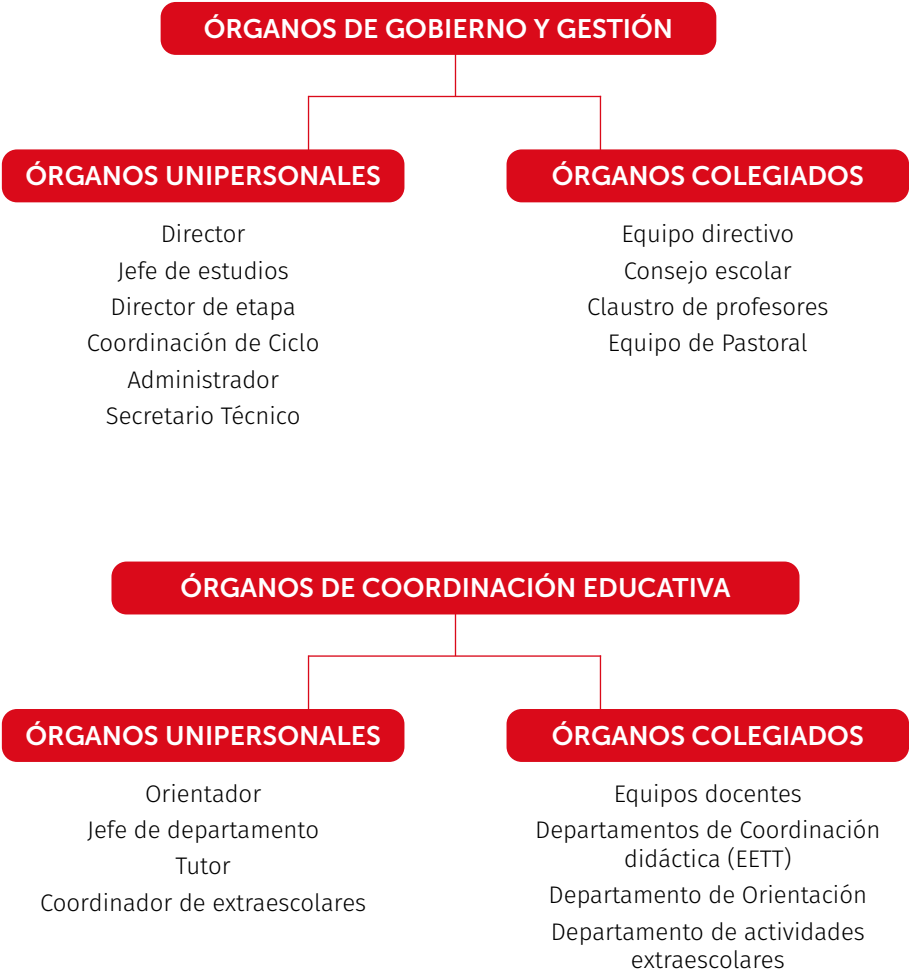 ÓRGANOS DE GOBIERNO Y GESTIÓN
ÓRGANOS UNIPERSONALES
Director
Jefe de estudios
Director de etapa
Coordinación de Ciclo
Administrador
Secretario Técnico
ÓRGANOS COLEGIADOS
Equipo directivo
Consejo escolar
Claustro de profesores
Equipo de Pastoral
ÓRGANOS DE COORDINACIÓN EDUCATIVA
ÓRGANOS UNIPERSONALES
Orientador
Jefe de departamento
Tutor
Coordinador de extraescolares
ÓRGANOS COLEGIADOS
Equipos docentes
Departamentos de Coordinación
didáctica (EETT)
Departamento de Orientación
Departamento de actividades
extraescolares